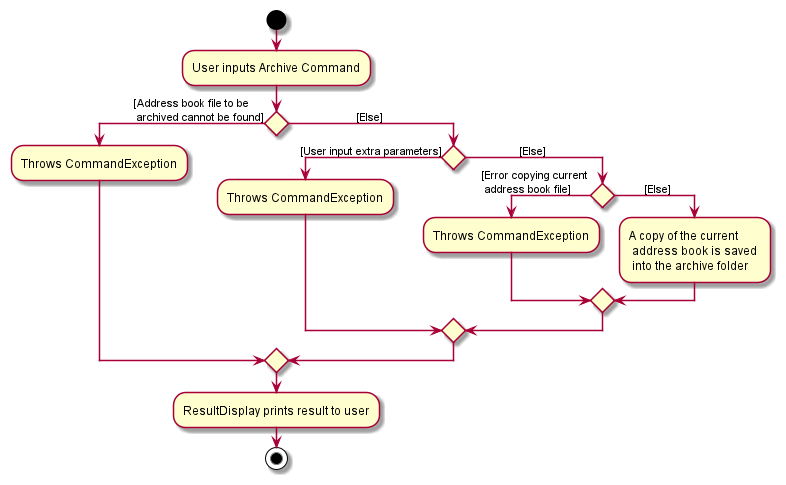 User inputs Archive Command
[Address book file to be
archived cannot be found]
[Else]
Throws CommandException
[User input extra parameters]
[Else]
Throws CommandException
[Error copying current
address book file]
[Else]
Throws CommandException
A copy of the current
address book is saved
into the archive folder
ResultDisplay prints result to user